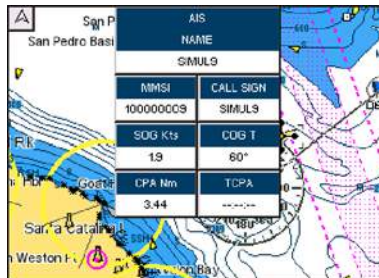 A
San P
AIS
NAME
San Pedro Basi
SIMUL9
MMSI
CALL SIGN
100000009
SIMUL9
SOG Kts
COG T
1.9
60°
CPA Nm
TCPA
3.44
--:--:--
Santa Catalina
n Weston P
Bay
180